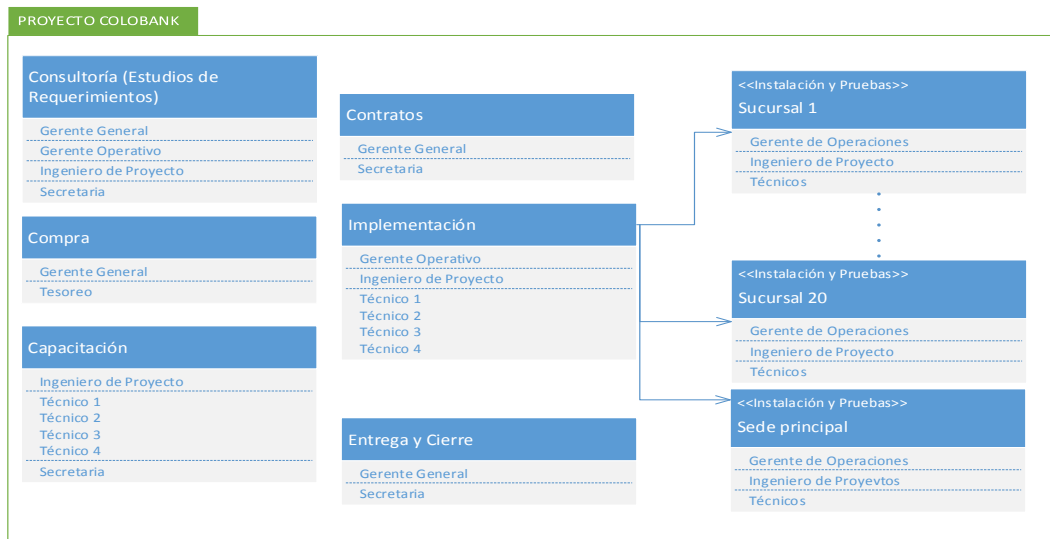 PROYECTO COLOBANK
Consultoría (Estudios de
Requerimientos)
Gerente General
Gerente Operativo
Ingeniero de Proyecto
Secretaria
Compra
Gerente General
Tesoreo
Capacitación
Ingeniero de Proyecto
Técnico 1
Técnico 2
Técnico 3
Técnico 4
Secretaria
Contratos
Gerente General
Secretaria
Implementación
Gerente Operativo
Ingeniero de Proyecto
Técnico 1
Técnico 2
Técnico 3
Técnico 4
Entrega y Cierre
Gerente General
Secretaria
<<Instalación y Pruebas>>
Sucursal 1
Gerente de Operaciones
Ingeniero de Proyecto
Técnicos
<<Instalación y Pruebas>>
Sucursal 20
Gerente de Operaciones
Ingeniero de Proyecto
Técnicos
<<Instalación y Pruebas>>
Sede principal
Gerente de Operaciones
Ingeniero de Proyevtos
Técnicos